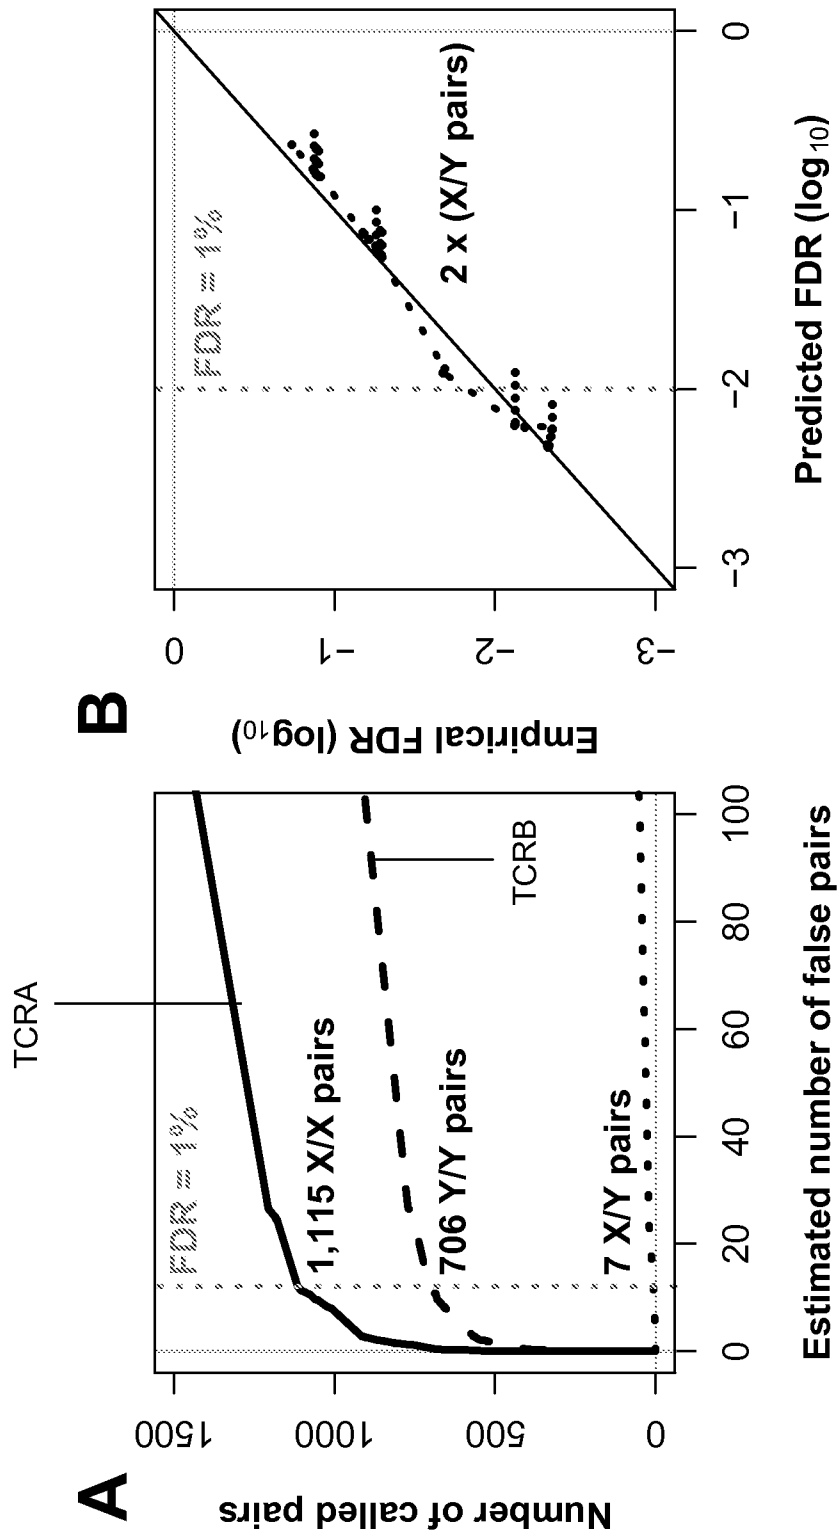 A
Number of called pairs
1500
1000
500
0
TCRA
FDR = 1%
1,115 X/X pairs
706 Y/Y pairs
TCRB
7 X/Y pairs
0
20
40
60
80
100
Estimated number of false pairs
B
Empirical FDR (log10)
0
−1
−2
−3
FDR = 1%
2 x (X/Y pairs)
−3
−2
−1
0
Predicted FDR (log 10)